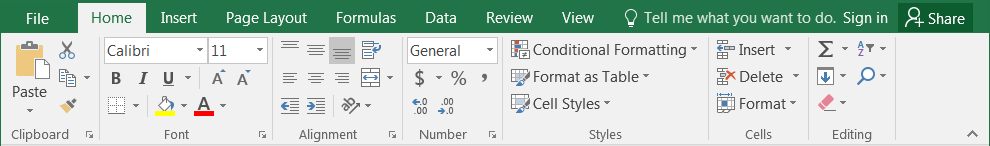 File Home Insert Page Layout Formulas Data Review View Tell me what you want to do. Sign in Share
Calibri 11 General Conditional Formatting Insert Σ A Z
Paste B I U A A $ % , Format as Table Delete
A .00 .0 .00 .0 Cell Styles Format
Clipboard Font Alignment Number Styles Cells Editing